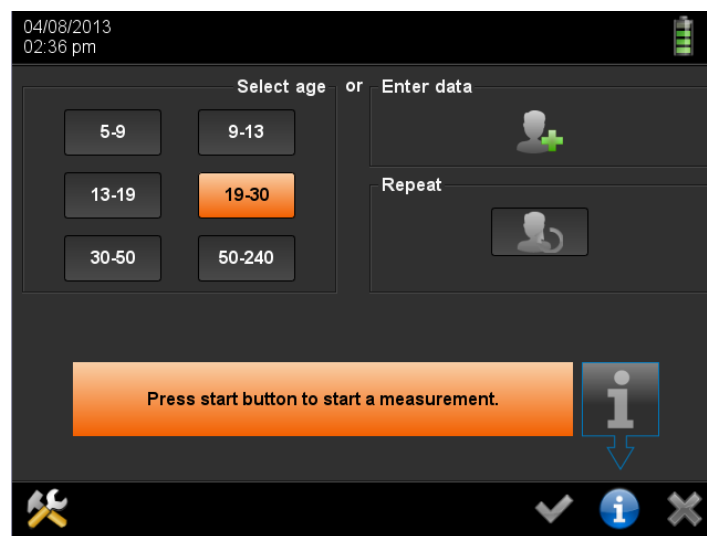 04/08/2013
02:36 pm
Select age or Enter data
5-9 9-13
13-19 19-30
Repeat
30-50 50-240
Press start button to start a measurement.